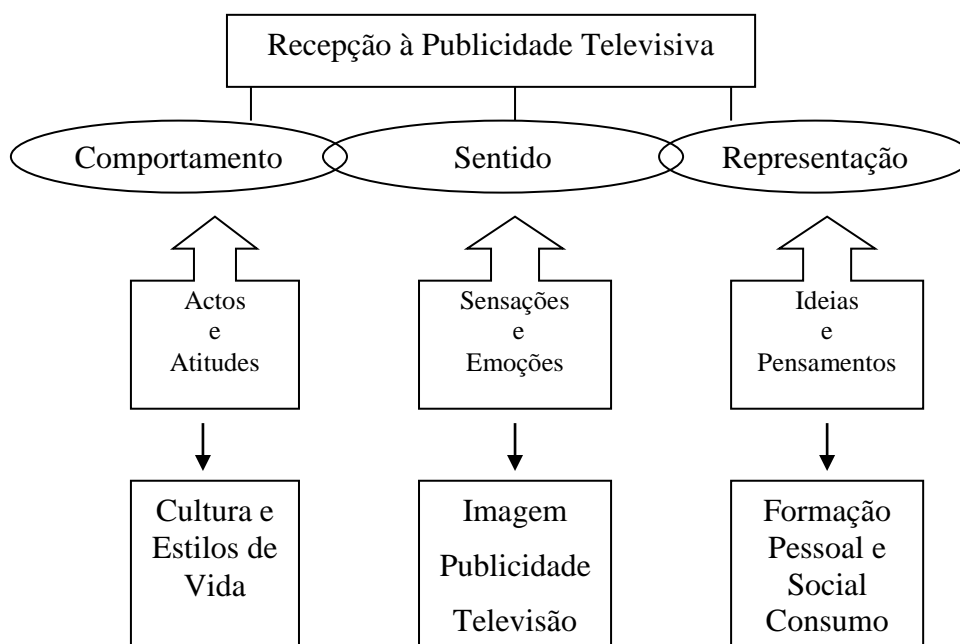 Recepção à Publicidade Televisiva
Comportamento
Sentido
Representação
Actos
e
Atitudes
Sensações
e
Emoções
Ideias
e
Pensamentos
Cultura e
Estilos de
Vida
Imagem
Publicidade
Televisão
Formação
Pessoal e
Social
Consumo